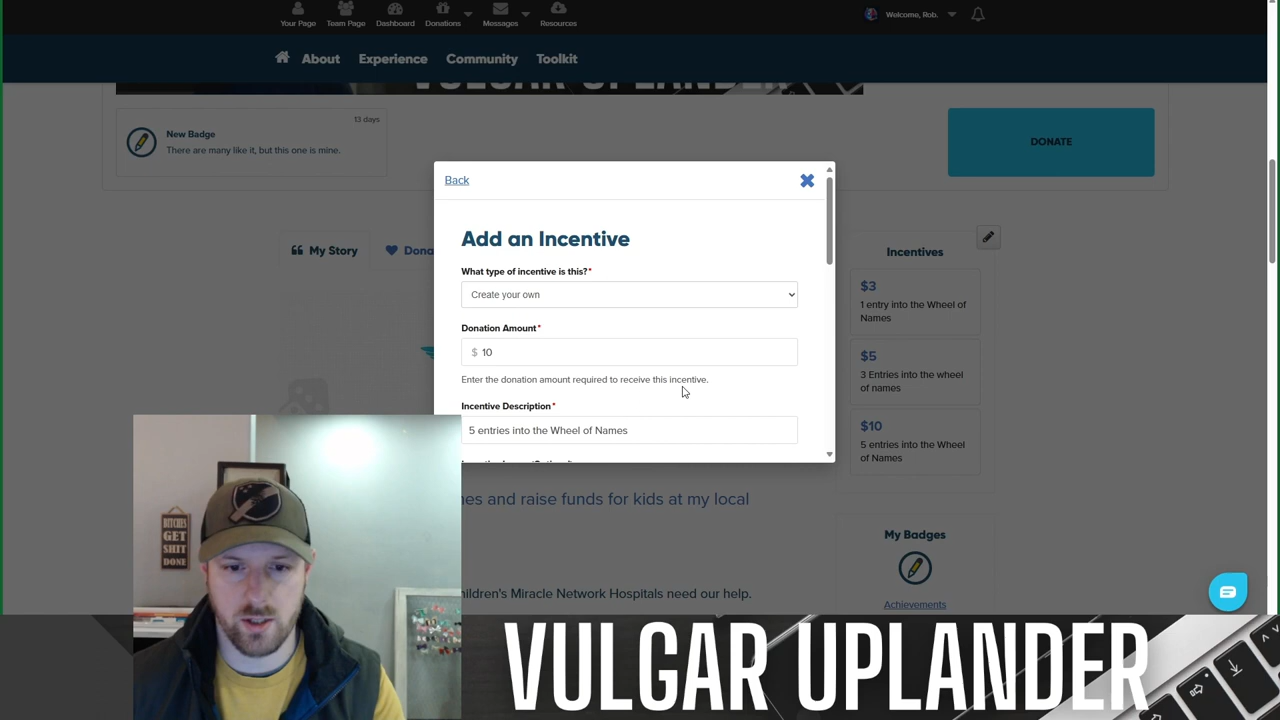 Your Page
Team Page
Dashboard
Donations
Messages
Resources
Welcome, Rob.
About
Experience
Community
Toolkit
VULGAR UPLANDER
13 days
New Badge
There are many like it, but this one is mine.
DONATE
Back
Add an Incentive
What type of incentive is this?*
Create your own
Donation Amount*
$ 10
Enter the donation amount required to receive this incentive.
Incentive Description*
5 entries into the Wheel of Names
My Story
Dona
Incentives
$3
1 entry into the Wheel of
Names
$5
3 Entries into the wheel
of names
$10
5 entries into the Wheel
of Names
nes and raise funds for kids at my local
My Badges
hildren's Miracle Network Hospitals need our help.
Achievements
BITCHES
GET
SHIT
DONE
VULGAR UPLANDER